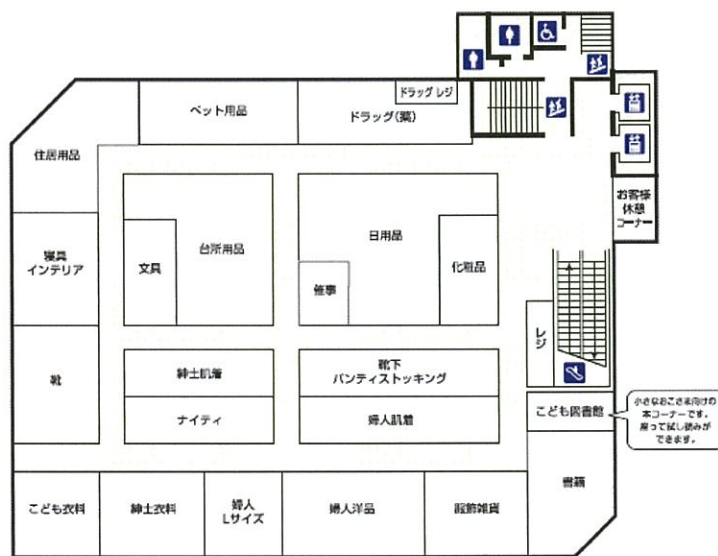 ドラッグ レジ
ペット用品
ドラッグ(薬)
住居用品
お客様
休憩
コーナー
寝具
インテリア
文具
台所用品
日用品
催事
化粧品
レジ
靴
紳士肌着
靴下
パンティストッキング
ナイティ
婦人肌着
こども図書館
小さなおこさま向けの
本コーナーです。
座って試し読みが
できます。
こども衣料
紳士衣料
婦人
Lサイズ
婦人洋品
服飾雑貨
書籍